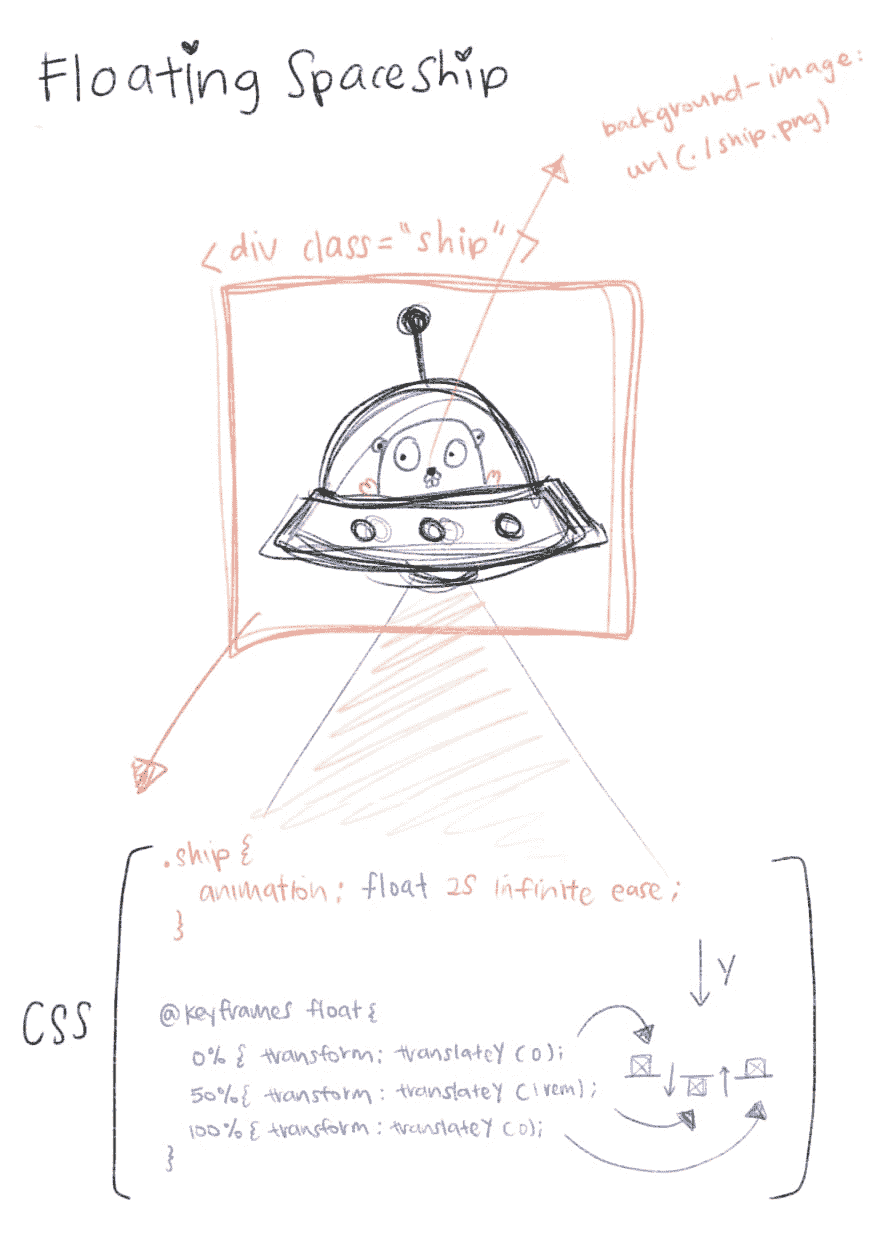 Floating Spaceship
background-image:
url(./ship.png)
<div class="ship">
.ship {
animation: float 2s infinite ease;
}
CSS
Y
@keyframes float {
0% { transform: translateY (0);
50% { transform: translateY (1rem);
100% { transform: translateY (0);
}